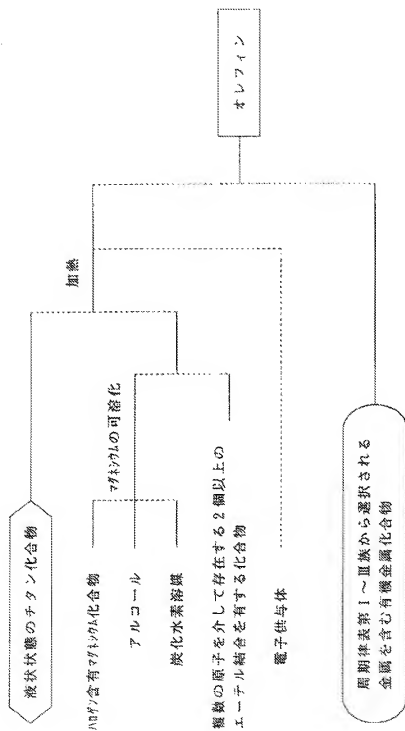 液状状態のチタン化合物
ハロゲン含有マグネシウム化合物
アルコール
炭化水素溶媒
マグネシウムの可溶化
複数の原子を介して存在する2個以上の
エーテル結合を有する化合物
加熱
電子供与体
周期律表第I〜III族から選択される
金属を含む有機金属化合物
オレフィン